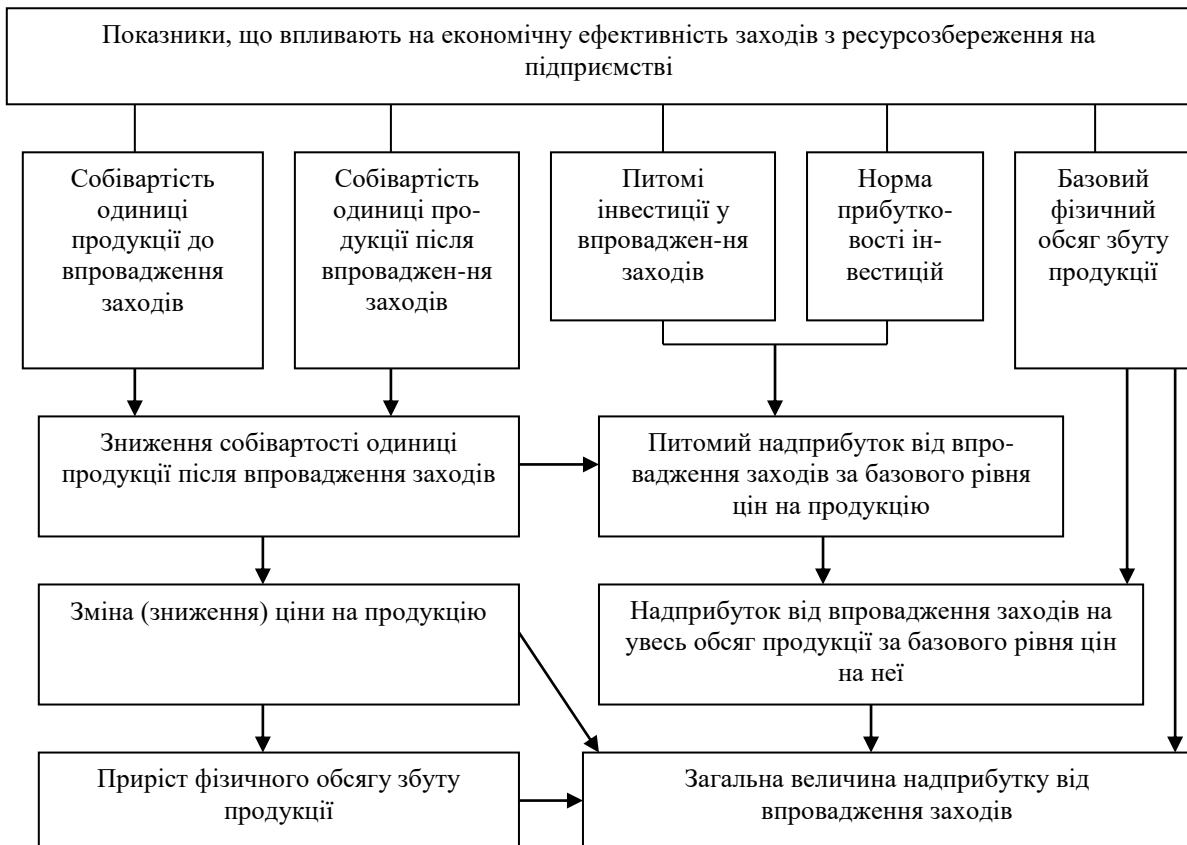 Показники, що впливають на економічну ефективність заходів з ресурсозбереження на
підприємстві
Собівартість
одиниці
продукції до
впровадження
заходів
Собівартість
одиниці про-
дукції після
впроваджен-ня
заходів
Питомі
інвестиції у
впроваджен-ня
заходів
Норма
прибутко-
вості ін-
вестицій
Базовий
фізичний
обсяг збуту
продукції
Зниження собівартості одиниці
продукції після впровадження заходів
Питомий надприбуток від впро-
вадження заходів за базового рівня
цін на продукцію
Зміна (зниження) ціни на продукцію
Надприбуток від впровадження заходів на
увесь обсяг продукції за базового рівня цін
на неї
Приріст фізичного обсягу збуту
продукції
Загальна величина надприбутку від
впровадження заходів